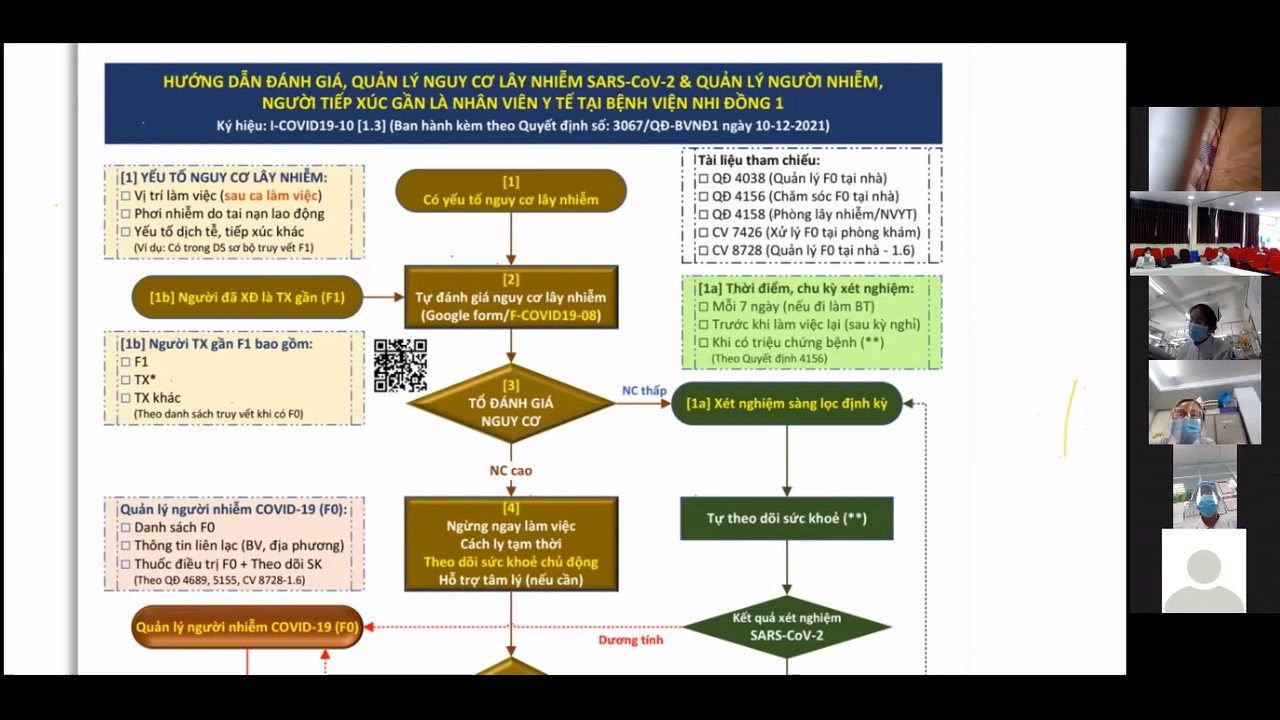 HƯỚNG DẪN ĐÁNH GIÁ, QUẢN LÝ NGUY CƠ LÂY NHIỄM SARS-CoV-2 & QUẢN LÝ NGƯỜI NHIỄM,
NGƯỜI TIẾP XÚC GẦN LÀ NHÂN VIÊN Y TẾ TẠI BỆNH VIỆN NHI ĐỒNG 1
Ký hiệu: I-COVID19-10 [1.3] (Ban hành kèm theo Quyết định số: 3067/QĐ-BVNĐ1 ngày 10-12-2021)
[1] YẾU TỐ NGUY CƠ LÂY NHIỄM:
☐ Vị trí làm việc (sau ca làm việc)
☐ Phơi nhiễm do tai nạn lao động
☐ Yếu tố dịch tễ, tiếp xúc khác
(Ví dụ: Có trong DS sơ bộ truy vết F1)
[1]
Có yếu tố nguy cơ lây nhiễm
Tài liệu tham chiếu:
☐ QĐ 4038 (Quản lý F0 tại nhà)
☐ QĐ 4156 (Chăm sóc F0 tại nhà)
☐ QĐ 4158 (Phòng lây nhiễm/NVYT)
☐ CV 7426 (Xử lý F0 tại phòng khám)
☐ CV 8728 (Quản lý F0 tại nhà - 1.6)
[1b] Người đã XĐ là TX gần (F1)
[2]
Tự đánh giá nguy cơ lây nhiễm
(Google form/F-COVID19-08)
[1a] Thời điểm, chu kỳ xét nghiệm:
☐ Mỗi 7 ngày (nếu đi làm BT)
☐ Trước khi làm việc lại (sau kỳ nghỉ)
☐ Khi có triệu chứng bệnh (**)
(Theo Quyết định 4156)
[1b] Người TX gần F1 bao gồm:
☐ F1
☐ TX*
☐ TX khác
(Theo danh sách truy vết khi có F0)
[3]
TỔ ĐÁNH GIÁ
NGUY CƠ
NC thấp
[1a] Xét nghiệm sàng lọc định kỳ
NC cao
Quản lý người nhiễm COVID-19 (F0):
☐ Danh sách F0
☐ Thông tin liên lạc (BV, địa phương)
☐ Thuốc điều trị F0 + Theo dõi SK
(Theo QĐ 4689, 5155, CV 8728-1.6)
[4]
Ngừng ngay làm việc
Cách ly tạm thời
Theo dõi sức khoẻ chủ động
Hỗ trợ tâm lý (nếu cần)
Tự theo dõi sức khoẻ (**)
Quản lý người nhiễm COVID-19 (F0)
Dương tính
Kết quả xét nghiệm
SARS-CoV-2